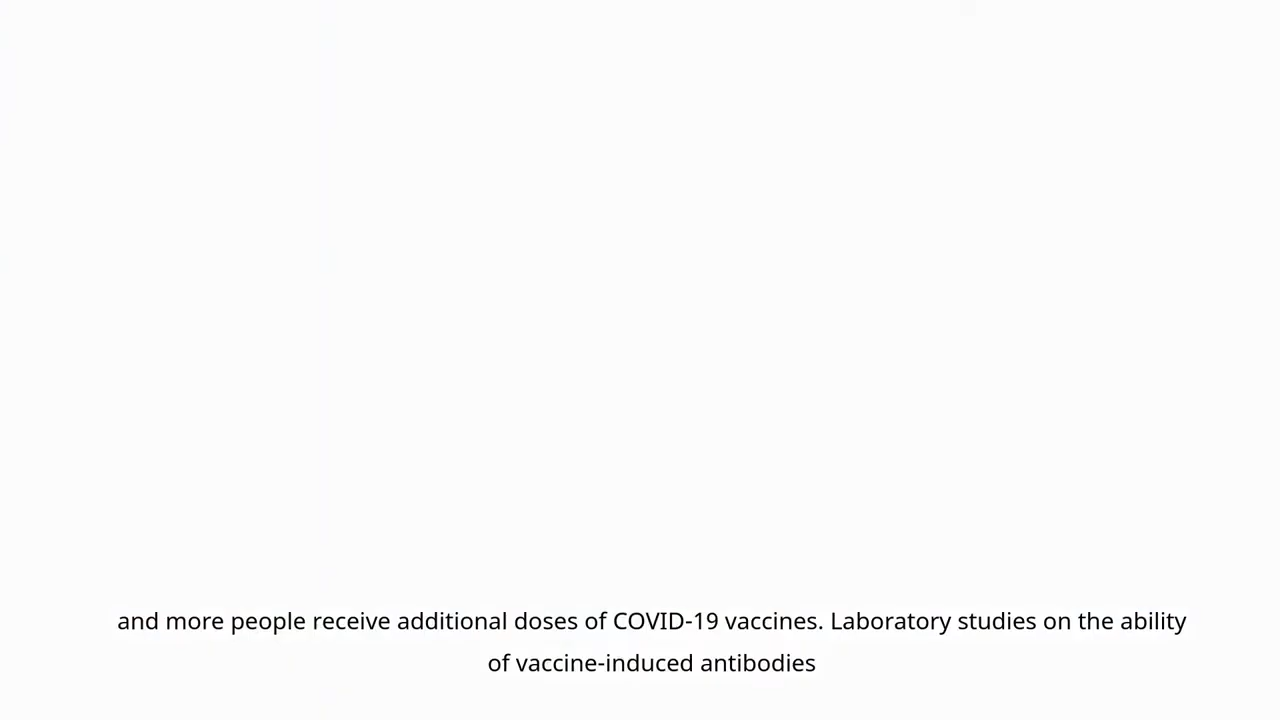 and more people receive additional doses of COVID-19 vaccines. Laboratory studies on the ability
of vaccine-induced antibodies